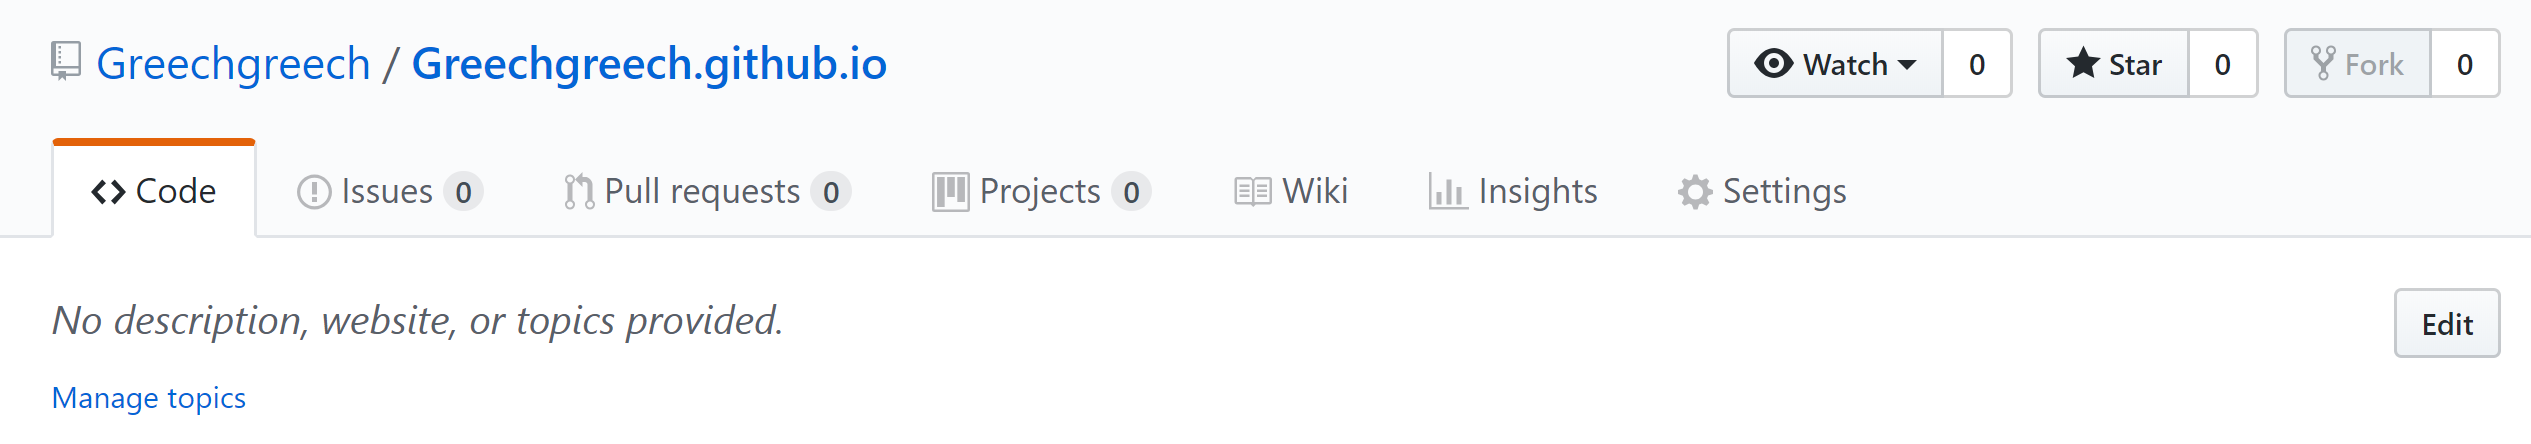 Greechgreech / Greechgreech.github.io Watch 0 Star 0 Fork 0
Code Issues 0 Pull requests 0 Projects 0 Wiki Insights Settings
No description, website, or topics provided. Edit
Manage topics